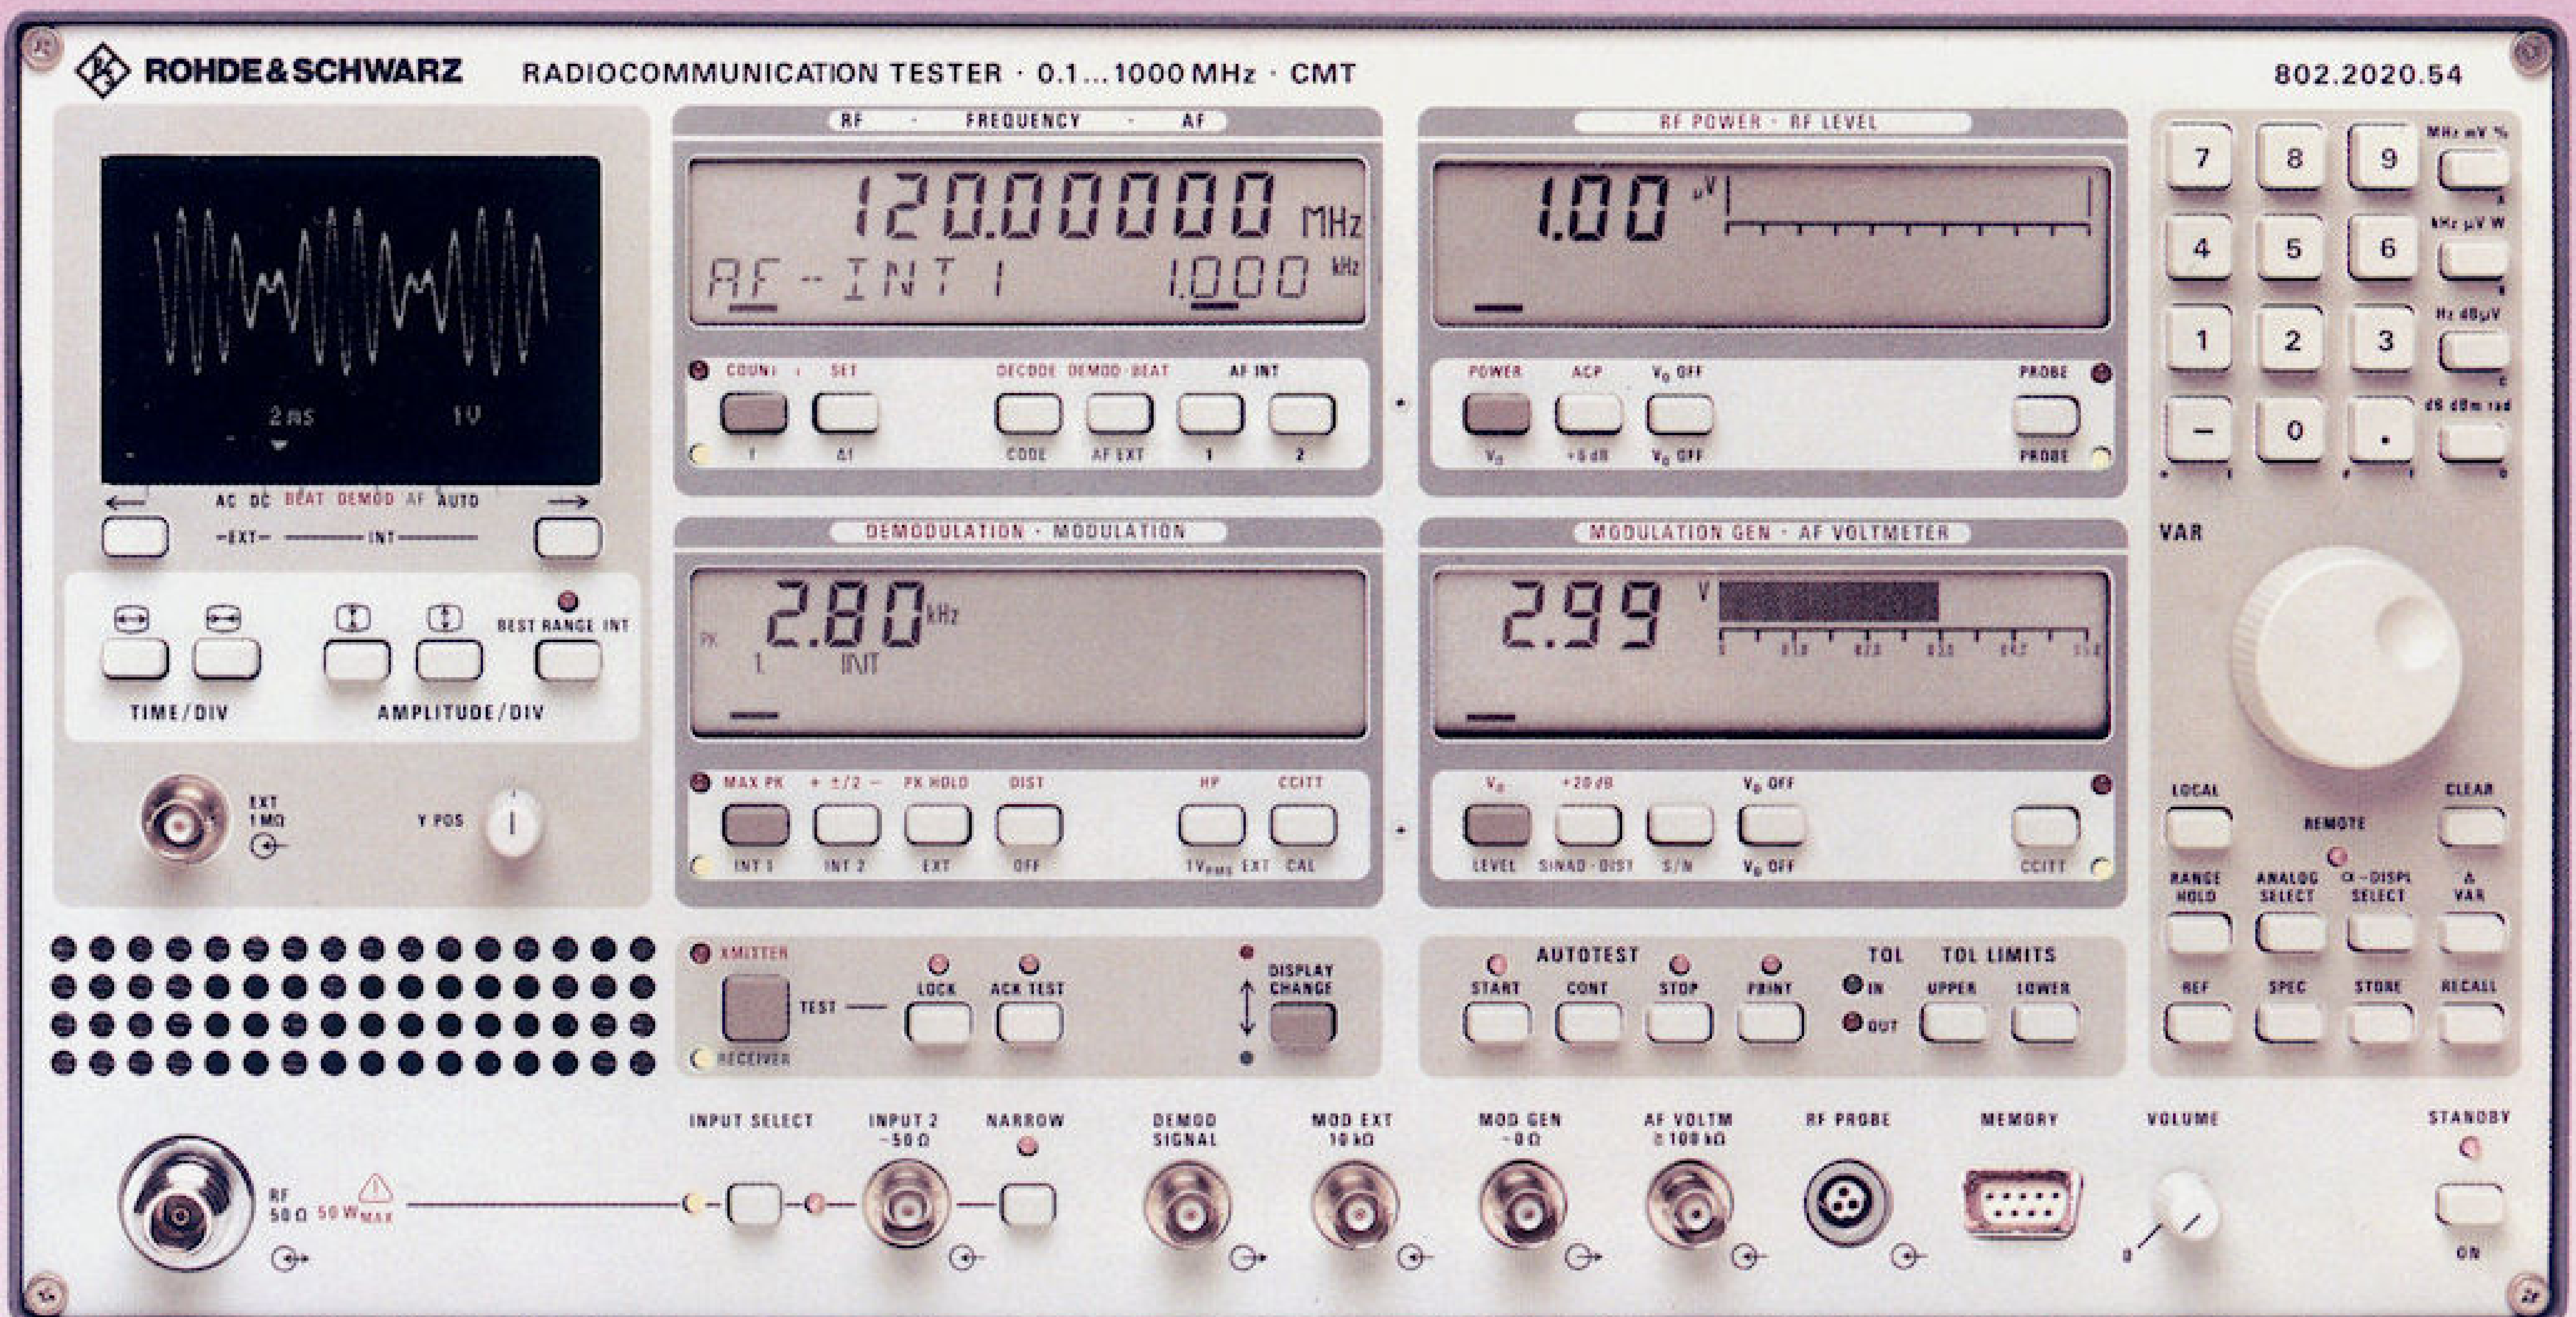 ROHDE&SCHWARZ RADIOCOMMUNICATION TESTER · 0.1...1000 MHz · CMT 802.2020.54
2 ms 1 V
AC DC BEAT DEMOD AF AUTO
-EXT- INT
BEST RANGE INT
TIME/DIV AMPLITUDE/DIV
EXT
1 MΩ
Y POS
RF · FREQUENCY · AF
120.00000 MHz
AF-INT 1 1.000 kHz
COUNT SET DECODE DEMOD·BEAT AF INT
f Δf CODE AF EXT 1 2
RF POWER · RF LEVEL
1.00 µV
POWER ACP V₀ OFF PROBE
+6 dB V₀ OFF PROBE
DEMODULATION · MODULATION
PK 2.80 kHz
1. INT
MAX PK + ±/2 - PK HOLD DIST HP CCITT
INT 1 INT 2 EXT OFF 1VRMS EXT CAL
MODULATION GEN · AF VOLTMETER
2.99 V
+20 dB V₀ OFF
LEVEL SINAD·DIST S/N V₀ OFF CCITT
7 8 9 MHz mV %
4 5 6 kHz µV W
1 2 3 Hz dBµV
- 0 . dB dBm rad
VAR
LOCAL CLEAR
REMOTE
RANGE HOLD ANALOG SELECT α-DISPL SELECT Δ VAR
REF SPEC STORE RECALL
XMITTER
TEST LOCK ACK TEST
RECEIVER
DISPLAY
CHANGE
AUTOTEST TOL TOL LIMITS
START CONT STOP PRINT IN UPPER LOWER
OUT
RF
50 Ω 50 WMAX
INPUT SELECT
INPUT 2
~50 Ω
NARROW
DEMOD
SIGNAL
MOD EXT
10 kΩ
MOD GEN
~0 Ω
AF VOLTM
≥100 kΩ
RF PROBE
MEMORY
VOLUME
0
STANDBY
ON